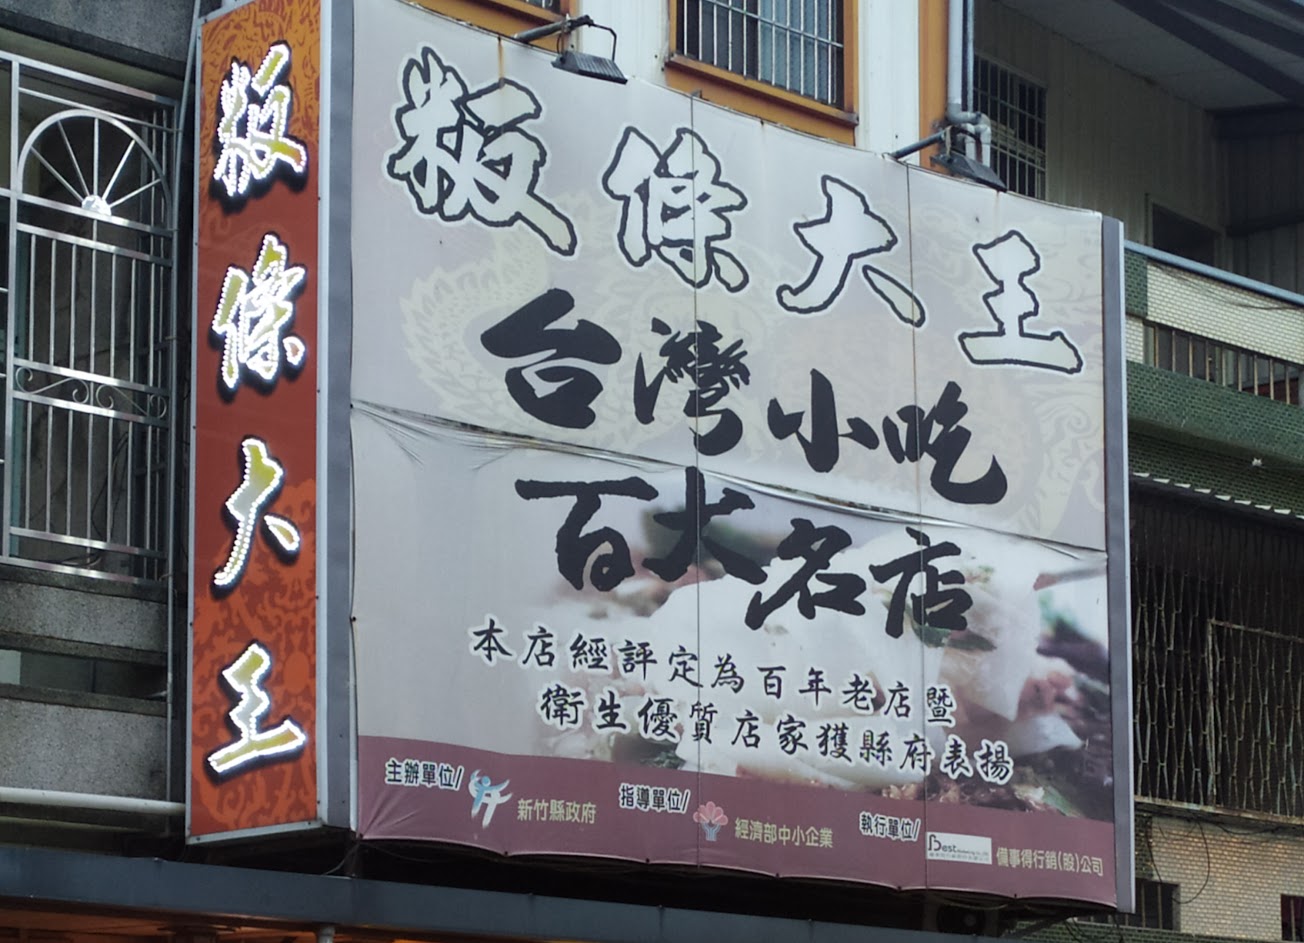 粄條大王
粄條大王
台灣小吃
百大名店
本店經評定為百年老店暨
衛生優質店家獲縣府表揚
主辦單位/ 新竹縣政府 指導單位/ 經濟部中小企業 執行單位/ Best 備事得行銷(股)公司